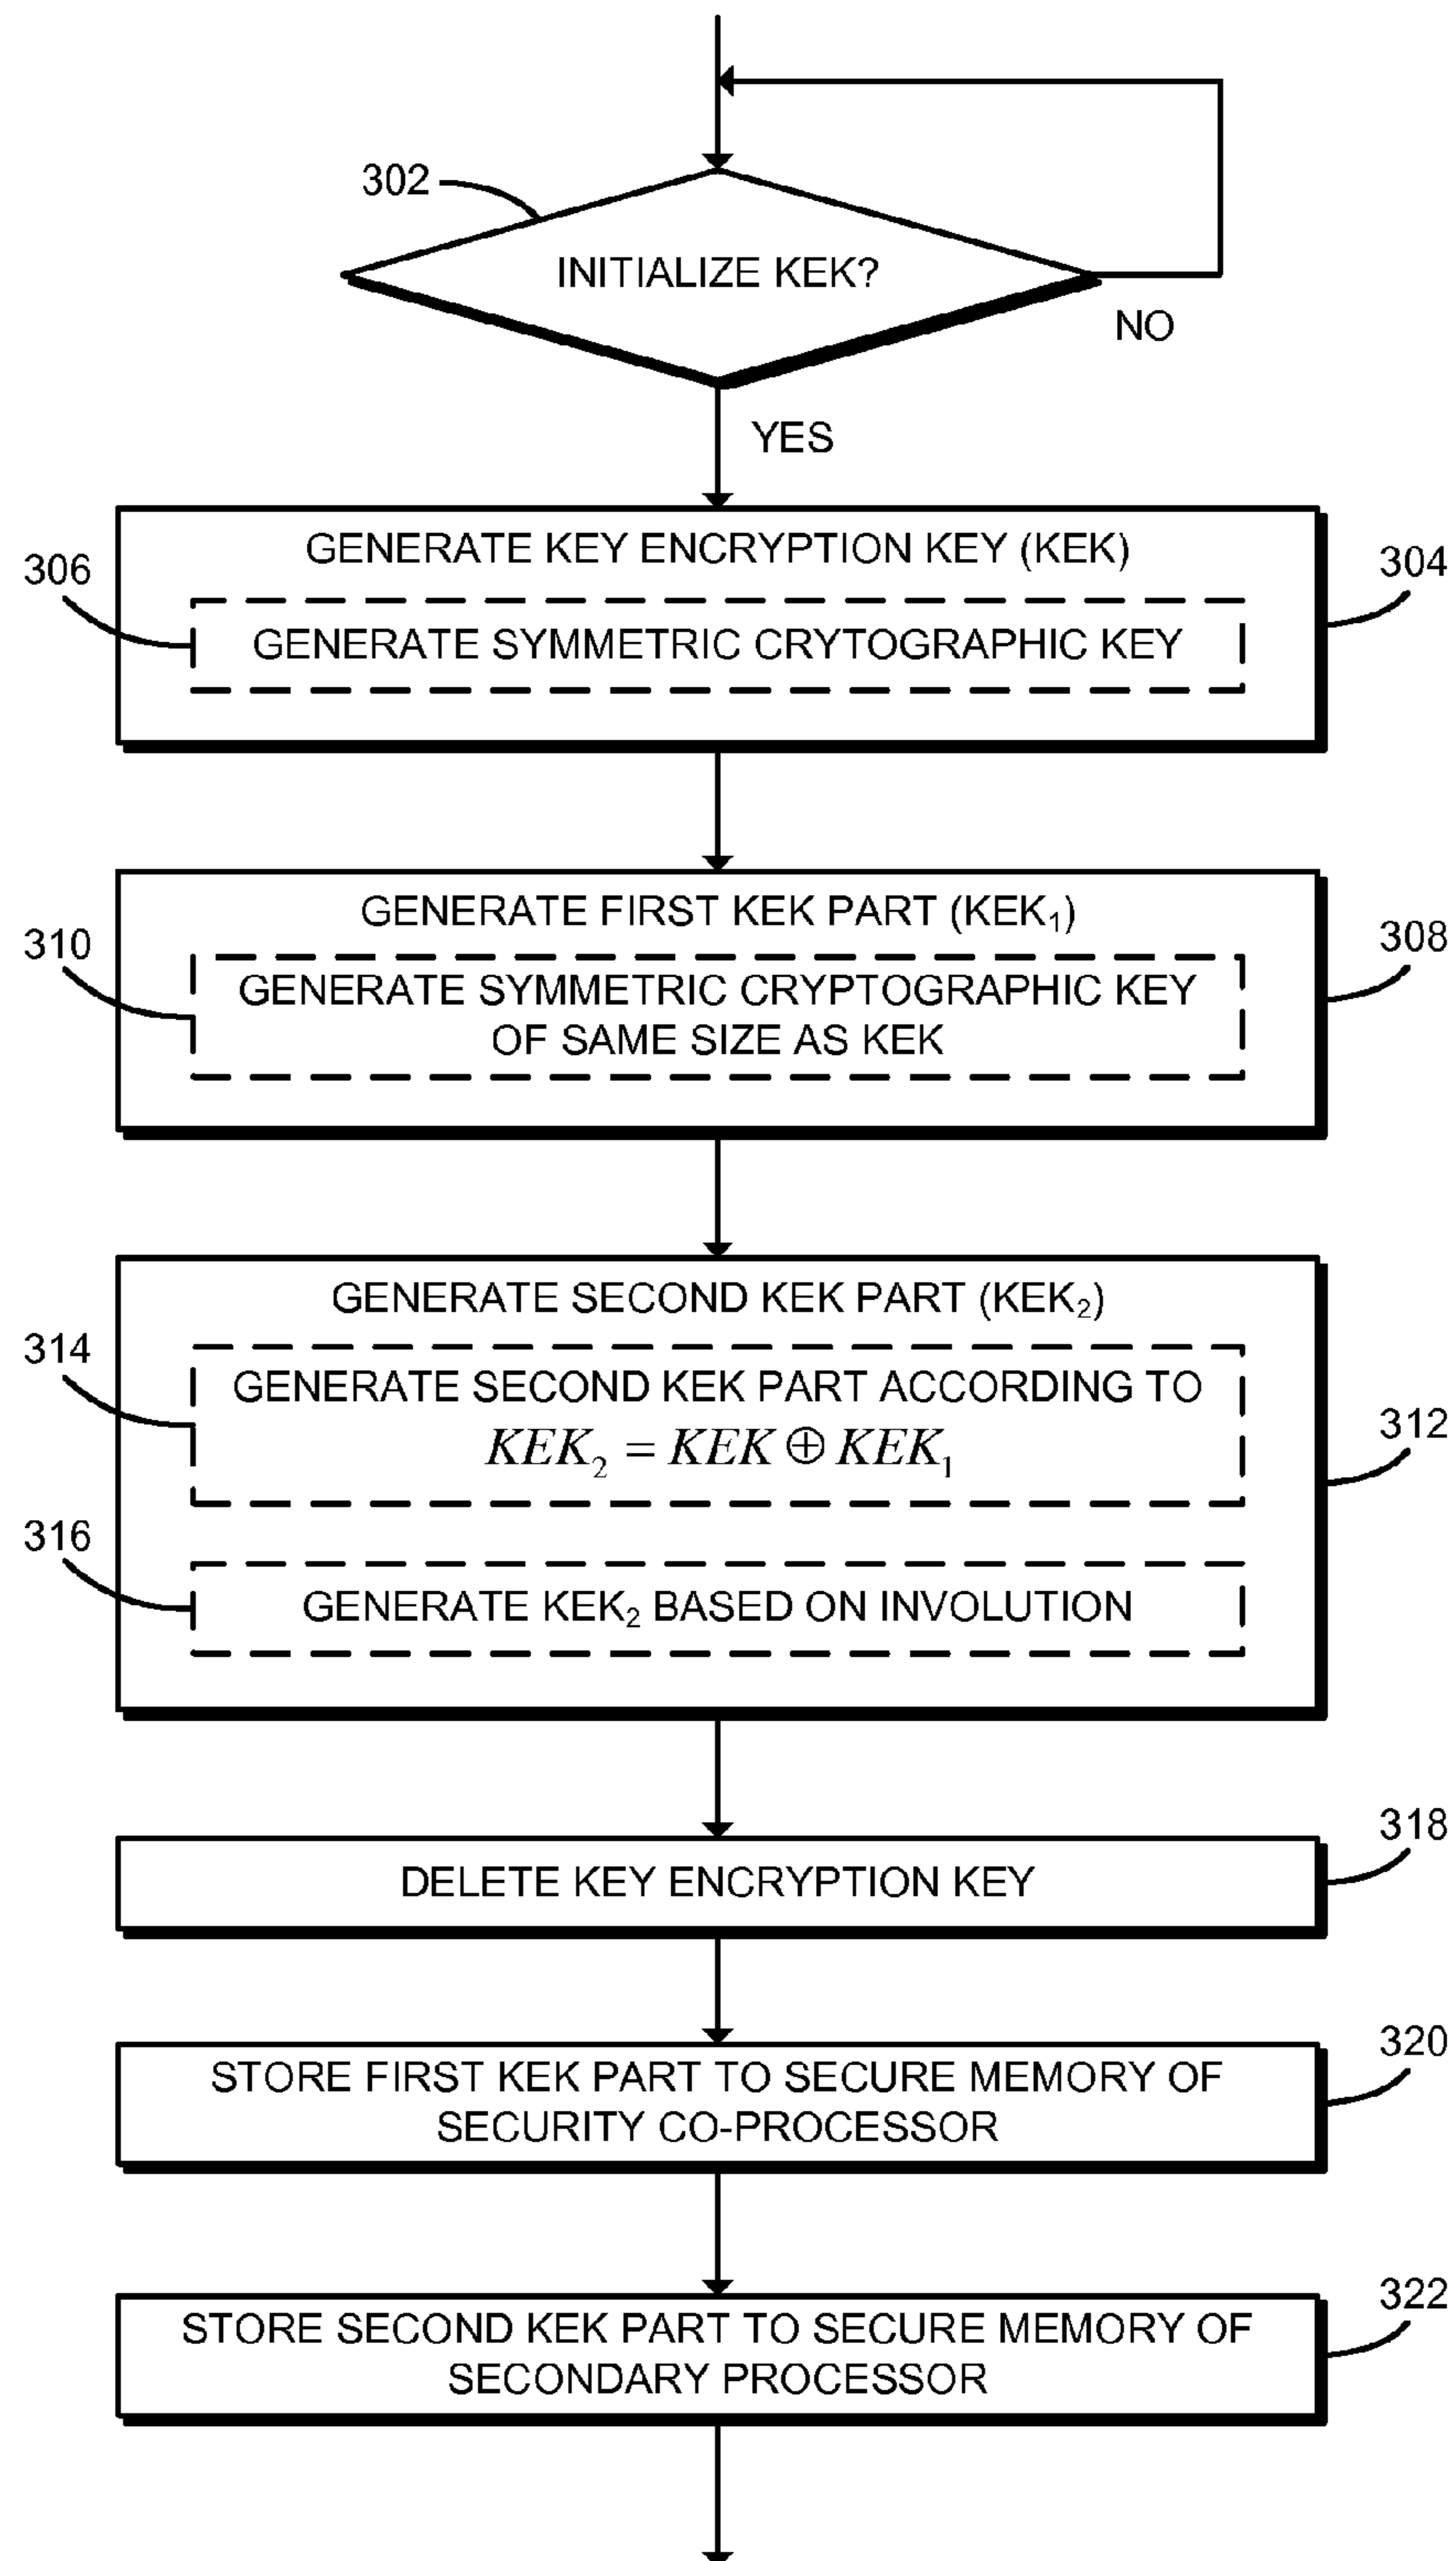 302
INITIALIZE KEK?
NO
YES
GENERATE KEY ENCRYPTION KEY (KEK)
306
304
GENERATE SYMMETRIC CRYTOGRAPHIC KEY
GENERATE FIRST KEK PART (KEK₁)
310
308
GENERATE SYMMETRIC CRYPTOGRAPHIC KEY
OF SAME SIZE AS KEK
GENERATE SECOND KEK PART (KEK₂)
314
GENERATE SECOND KEK PART ACCORDING TO
KEK₂ = KEK ⊕ KEK₁
312
316
GENERATE KEK₂ BASED ON INVOLUTION
318
DELETE KEY ENCRYPTION KEY
320
STORE FIRST KEK PART TO SECURE MEMORY OF
SECURITY CO-PROCESSOR
322
STORE SECOND KEK PART TO SECURE MEMORY OF
SECONDARY PROCESSOR